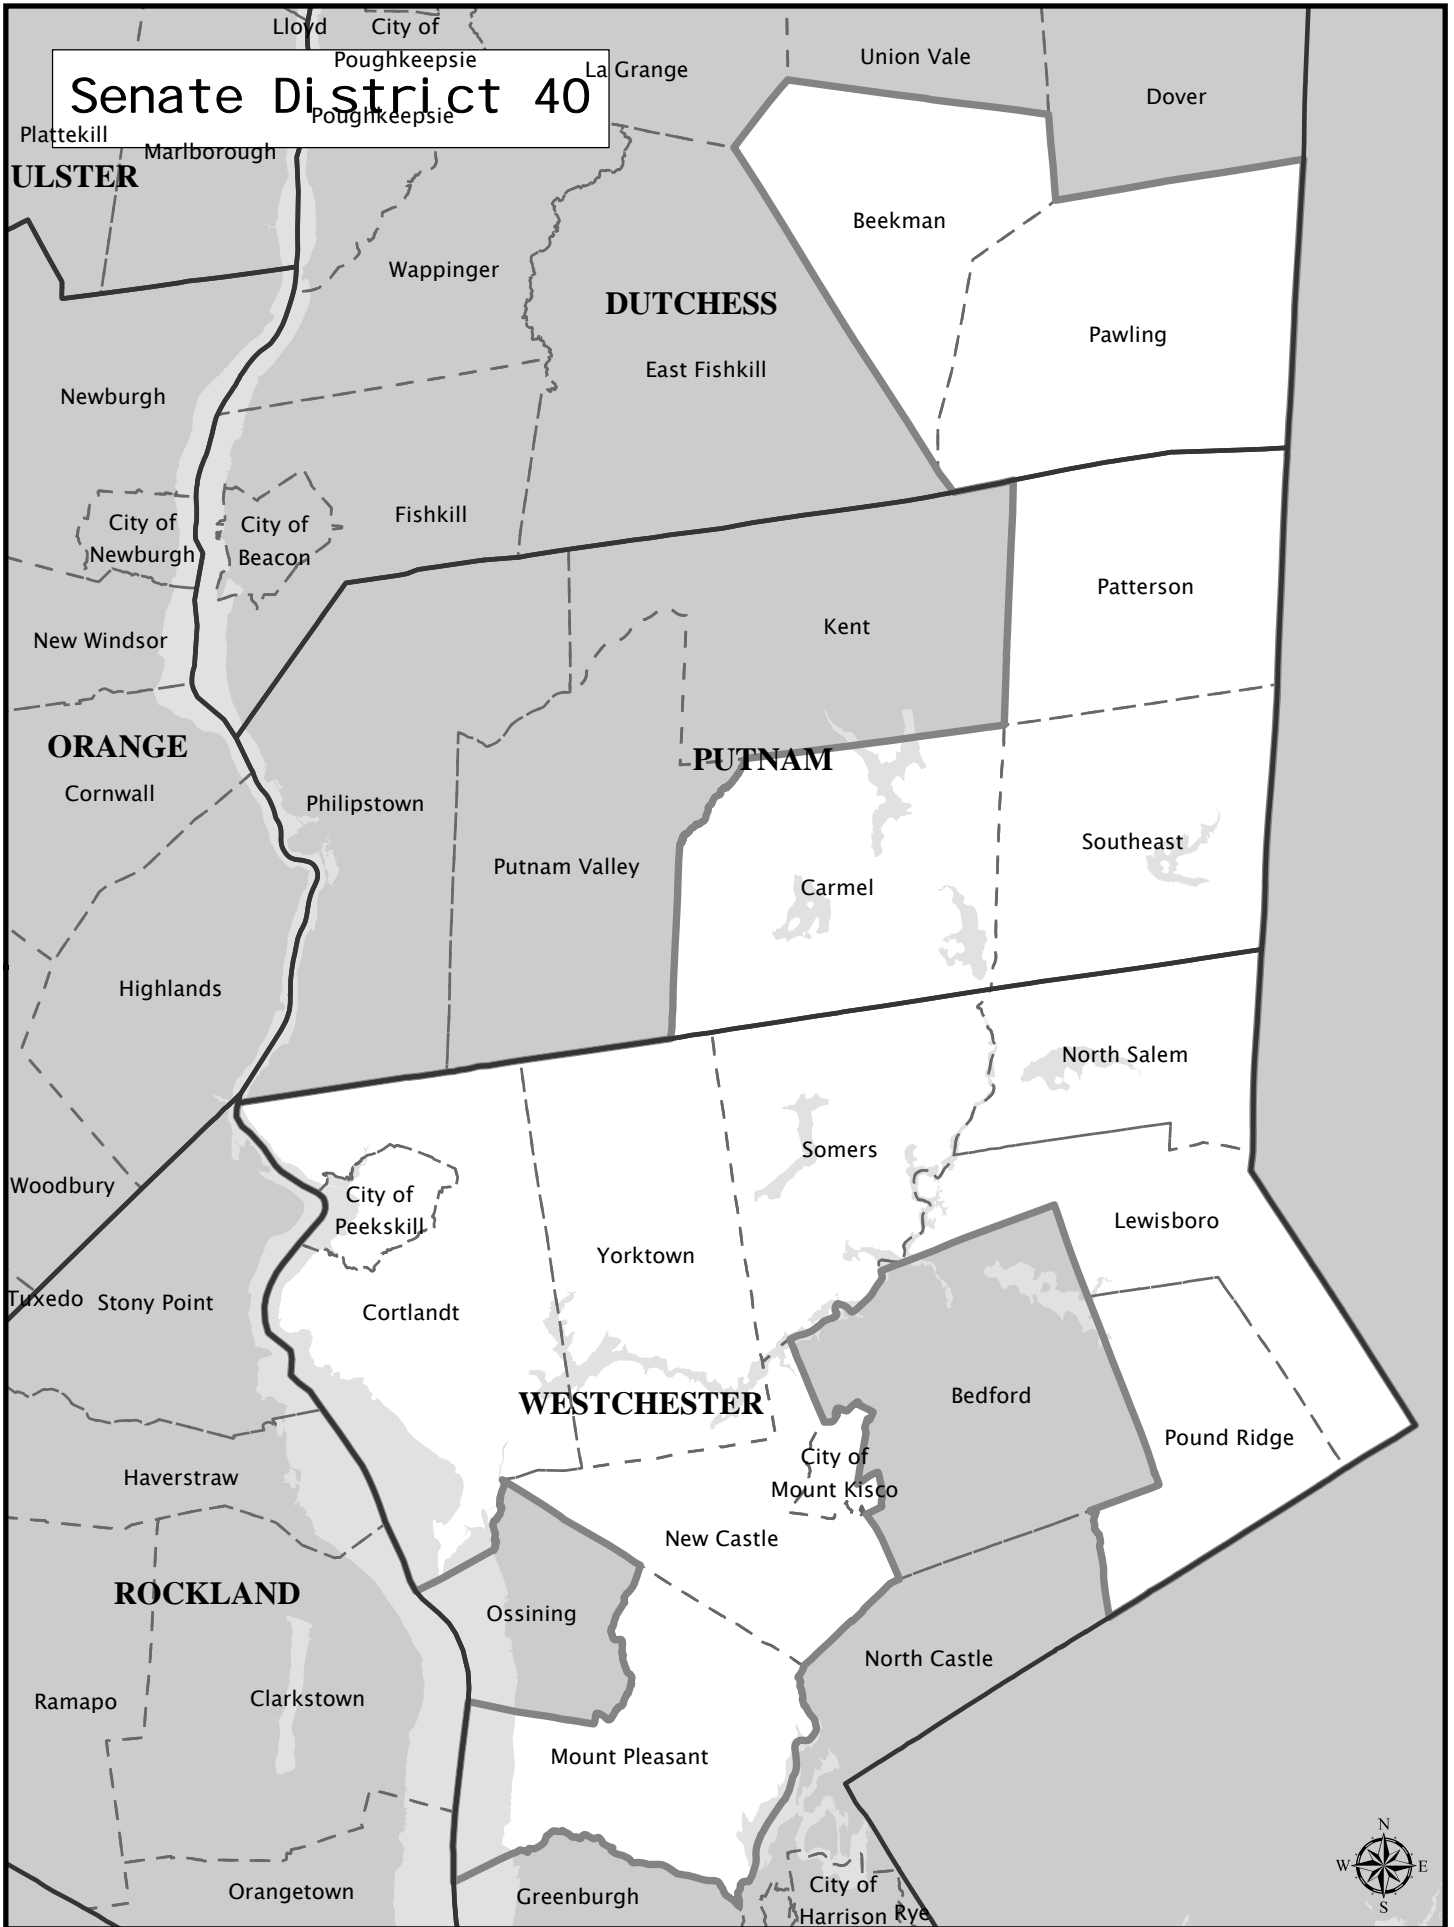 Lloyd
City of
Poughkeepsie
La Grange
Union Vale
Dover
Senate District 40
Poughkeepsie
Plattekill
Marlborough
ULSTER
Beekman
Wappinger
DUTCHESS
Pawling
East Fishkill
Newburgh
Fishkill
City of
Newburgh
City of
Beacon
Patterson
Kent
New Windsor
ORANGE
PUTNAM
Cornwall
Philipstown
Southeast
Putnam Valley
Carmel
Highlands
North Salem
Somers
Woodbury
City of
Peekskill
Lewisboro
Yorktown
Tuxedo
Stony Point
Cortlandt
Bedford
WESTCHESTER
Pound Ridge
City of
Mount Kisco
Haverstraw
New Castle
ROCKLAND
Ossining
North Castle
Ramapo
Clarkstown
Mount Pleasant
N
W
E
S
Orangetown
Greenburgh
City of
Rye
Harrison